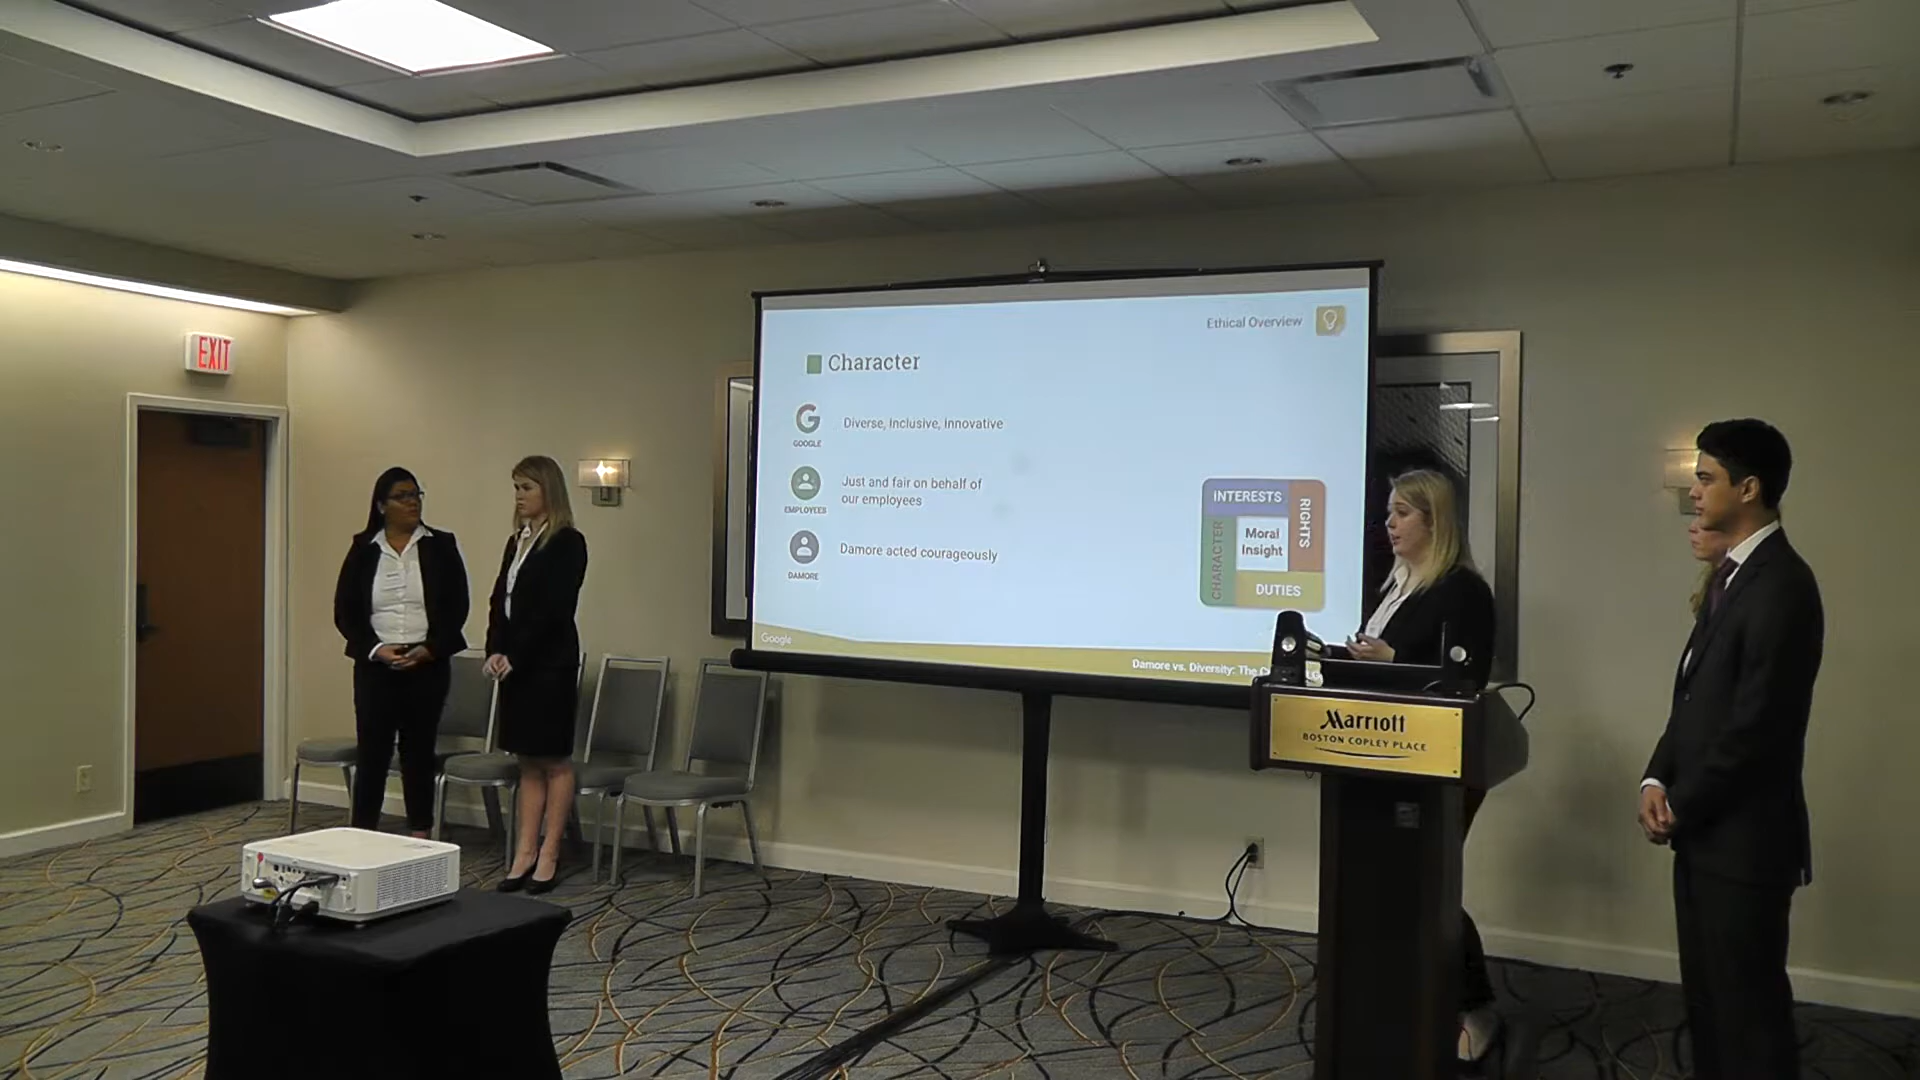 EXIT
Ethical Overview
Character
GOOGLE
Diverse, Inclusive, Innovative
EMPLOYEES
Just and fair on behalf of
our employees
DAMORE
Damore acted courageously
INTERESTS
RIGHTS
CHARACTER
Moral
Insight
DUTIES
Google
Damore vs. Diversity: The
Marriott
BOSTON COPLEY PLACE